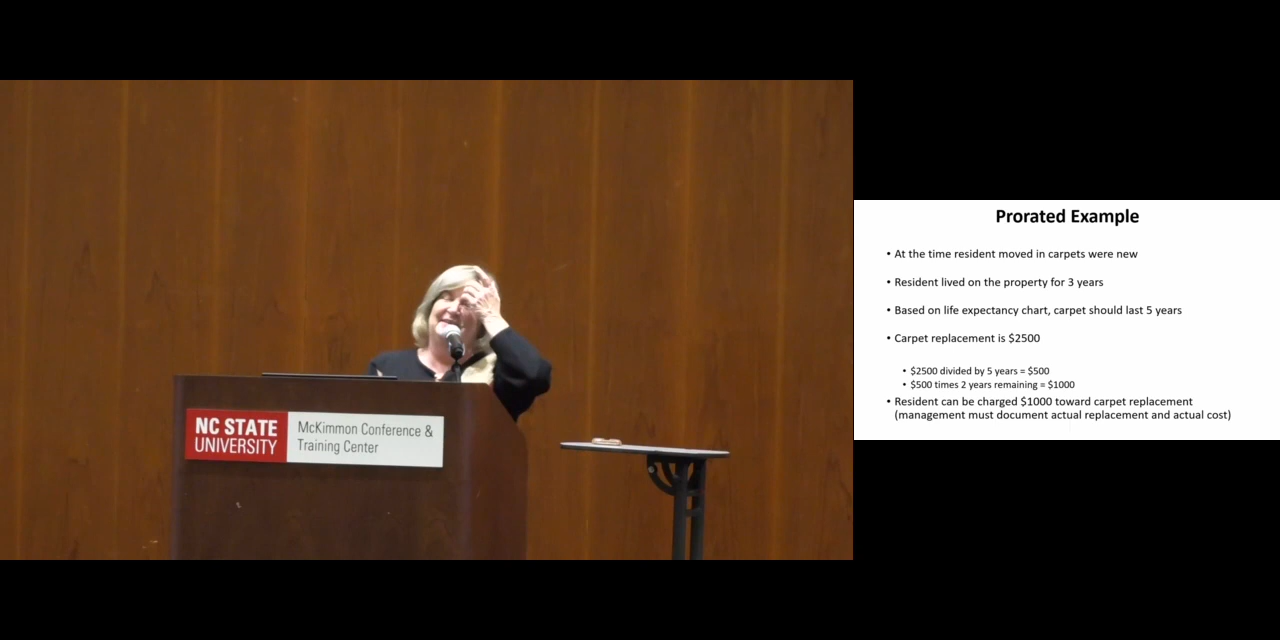 NC STATE
UNIVERSITY
McKimmon Conference &
Training Center
Prorated Example
• At the time resident moved in carpets were new
• Resident lived on the property for 3 years
• Based on life expectancy chart, carpet should last 5 years
• Carpet replacement is $2500
• $2500 divided by 5 years = $500
• $500 times 2 years remaining = $1000
• Resident can be charged $1000 toward carpet replacement
(management must document actual replacement and actual cost)